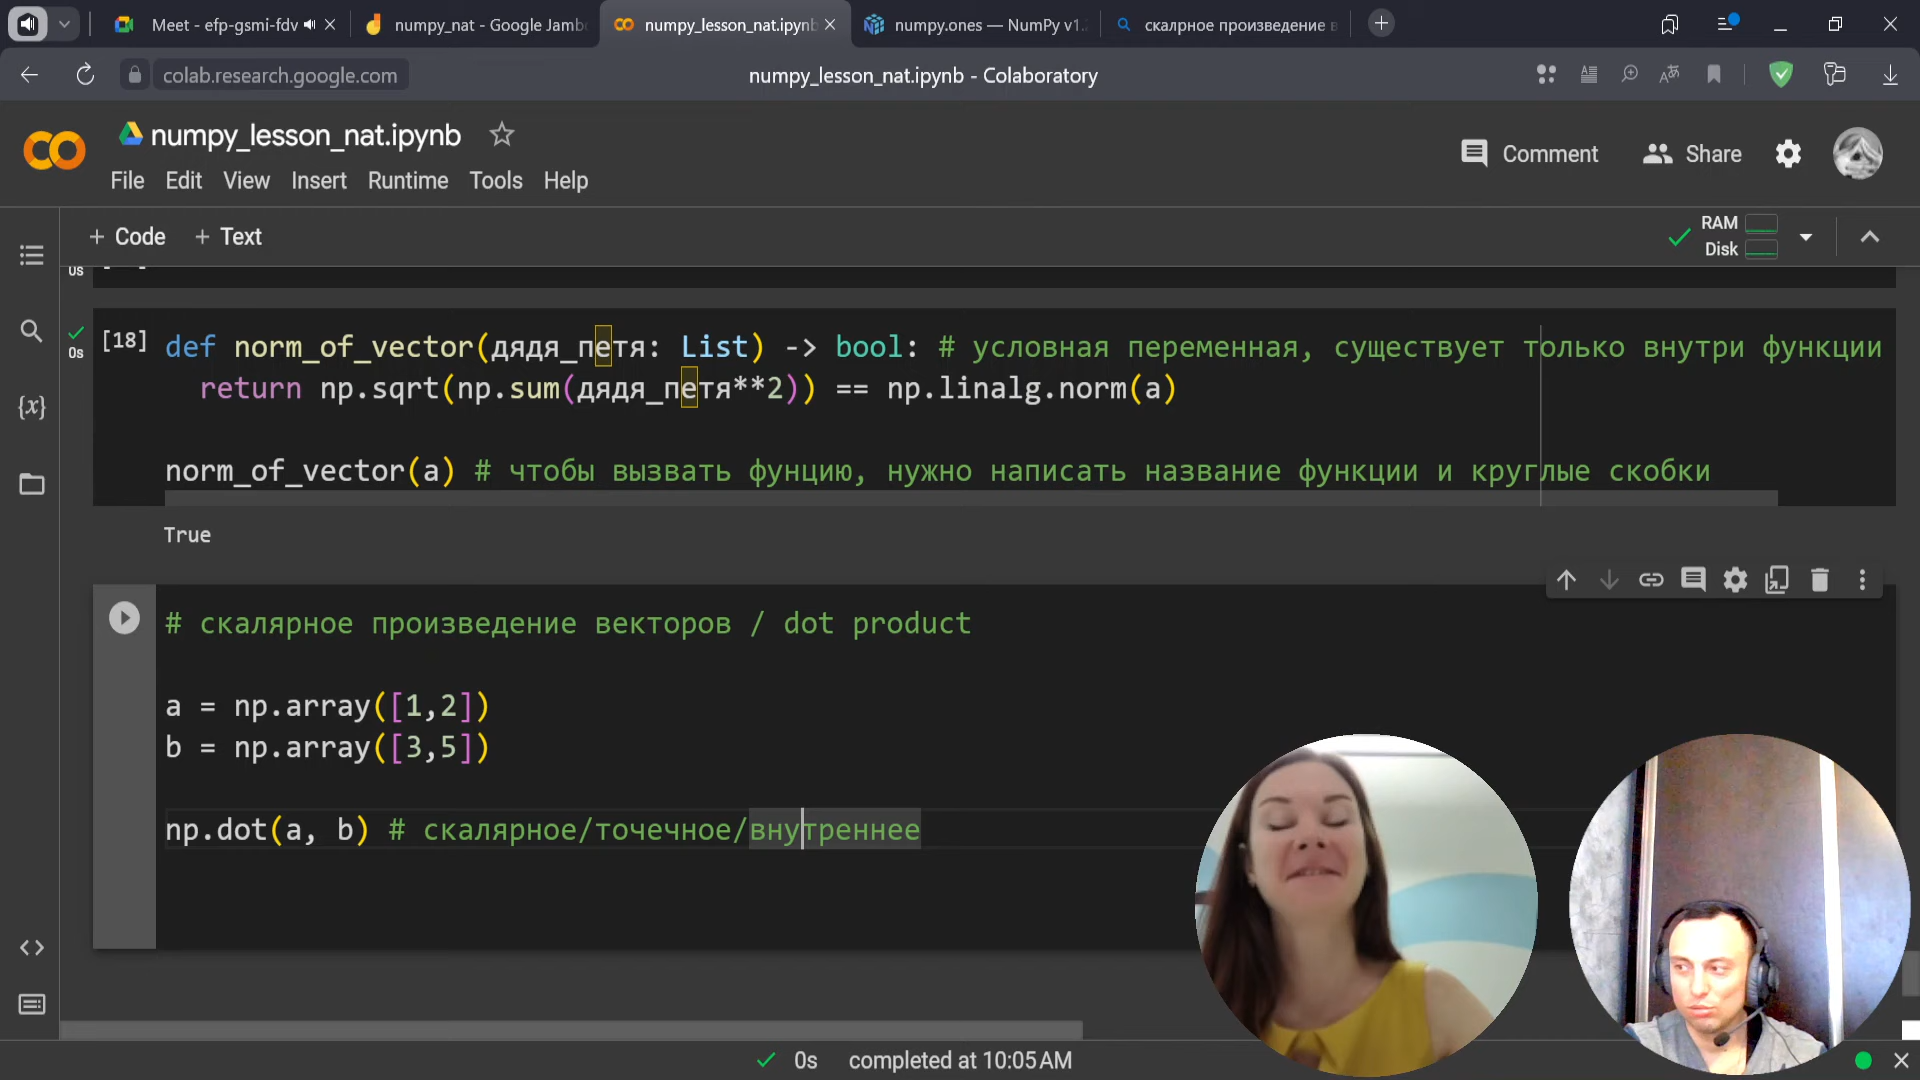 Meet - efp-gsmi-fdv
numpy_nat - Google Jamb
numpy_lesson_nat.ipynb
numpy.ones — NumPy v1.
скалрное произведение в
colab.research.google.com
numpy_lesson_nat.ipynb - Colaboratory
numpy_lesson_nat.ipynb
Comment
Share
File Edit View Insert Runtime Tools Help
+ Code + Text
RAM
Disk
0s
[18]
0s
def norm_of_vector(дядя_петя: List) -> bool: # условная переменная, существует только внутри функции
return np.sqrt(np.sum(дядя_петя**2)) == np.linalg.norm(a)
norm_of_vector(a) # чтобы вызвать фунцию, нужно написать название функции и круглые скобки
True
# скалярное произведение векторов / dot product
a = np.array([1,2])
b = np.array([3,5])
np.dot(a, b) # скалярное/точечное/внутреннее
0s completed at 10:05 AM